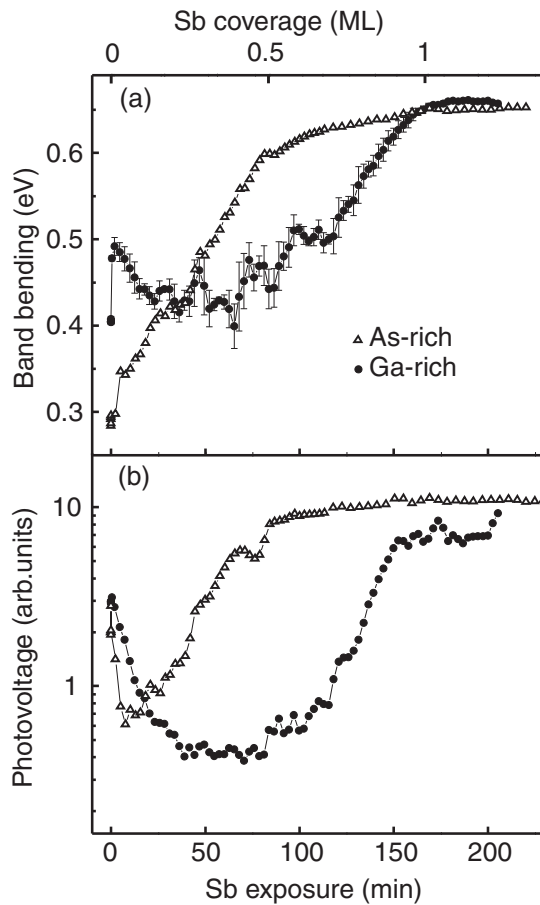 Sb coverage (ML)
0 0.5 1
(a)
Band bending (eV)
0.6
0.5
0.4
0.3
As-rich
Ga-rich
(b)
Photovoltage (arb.units)
10
1
0 50 100 150 200
Sb exposure (min)